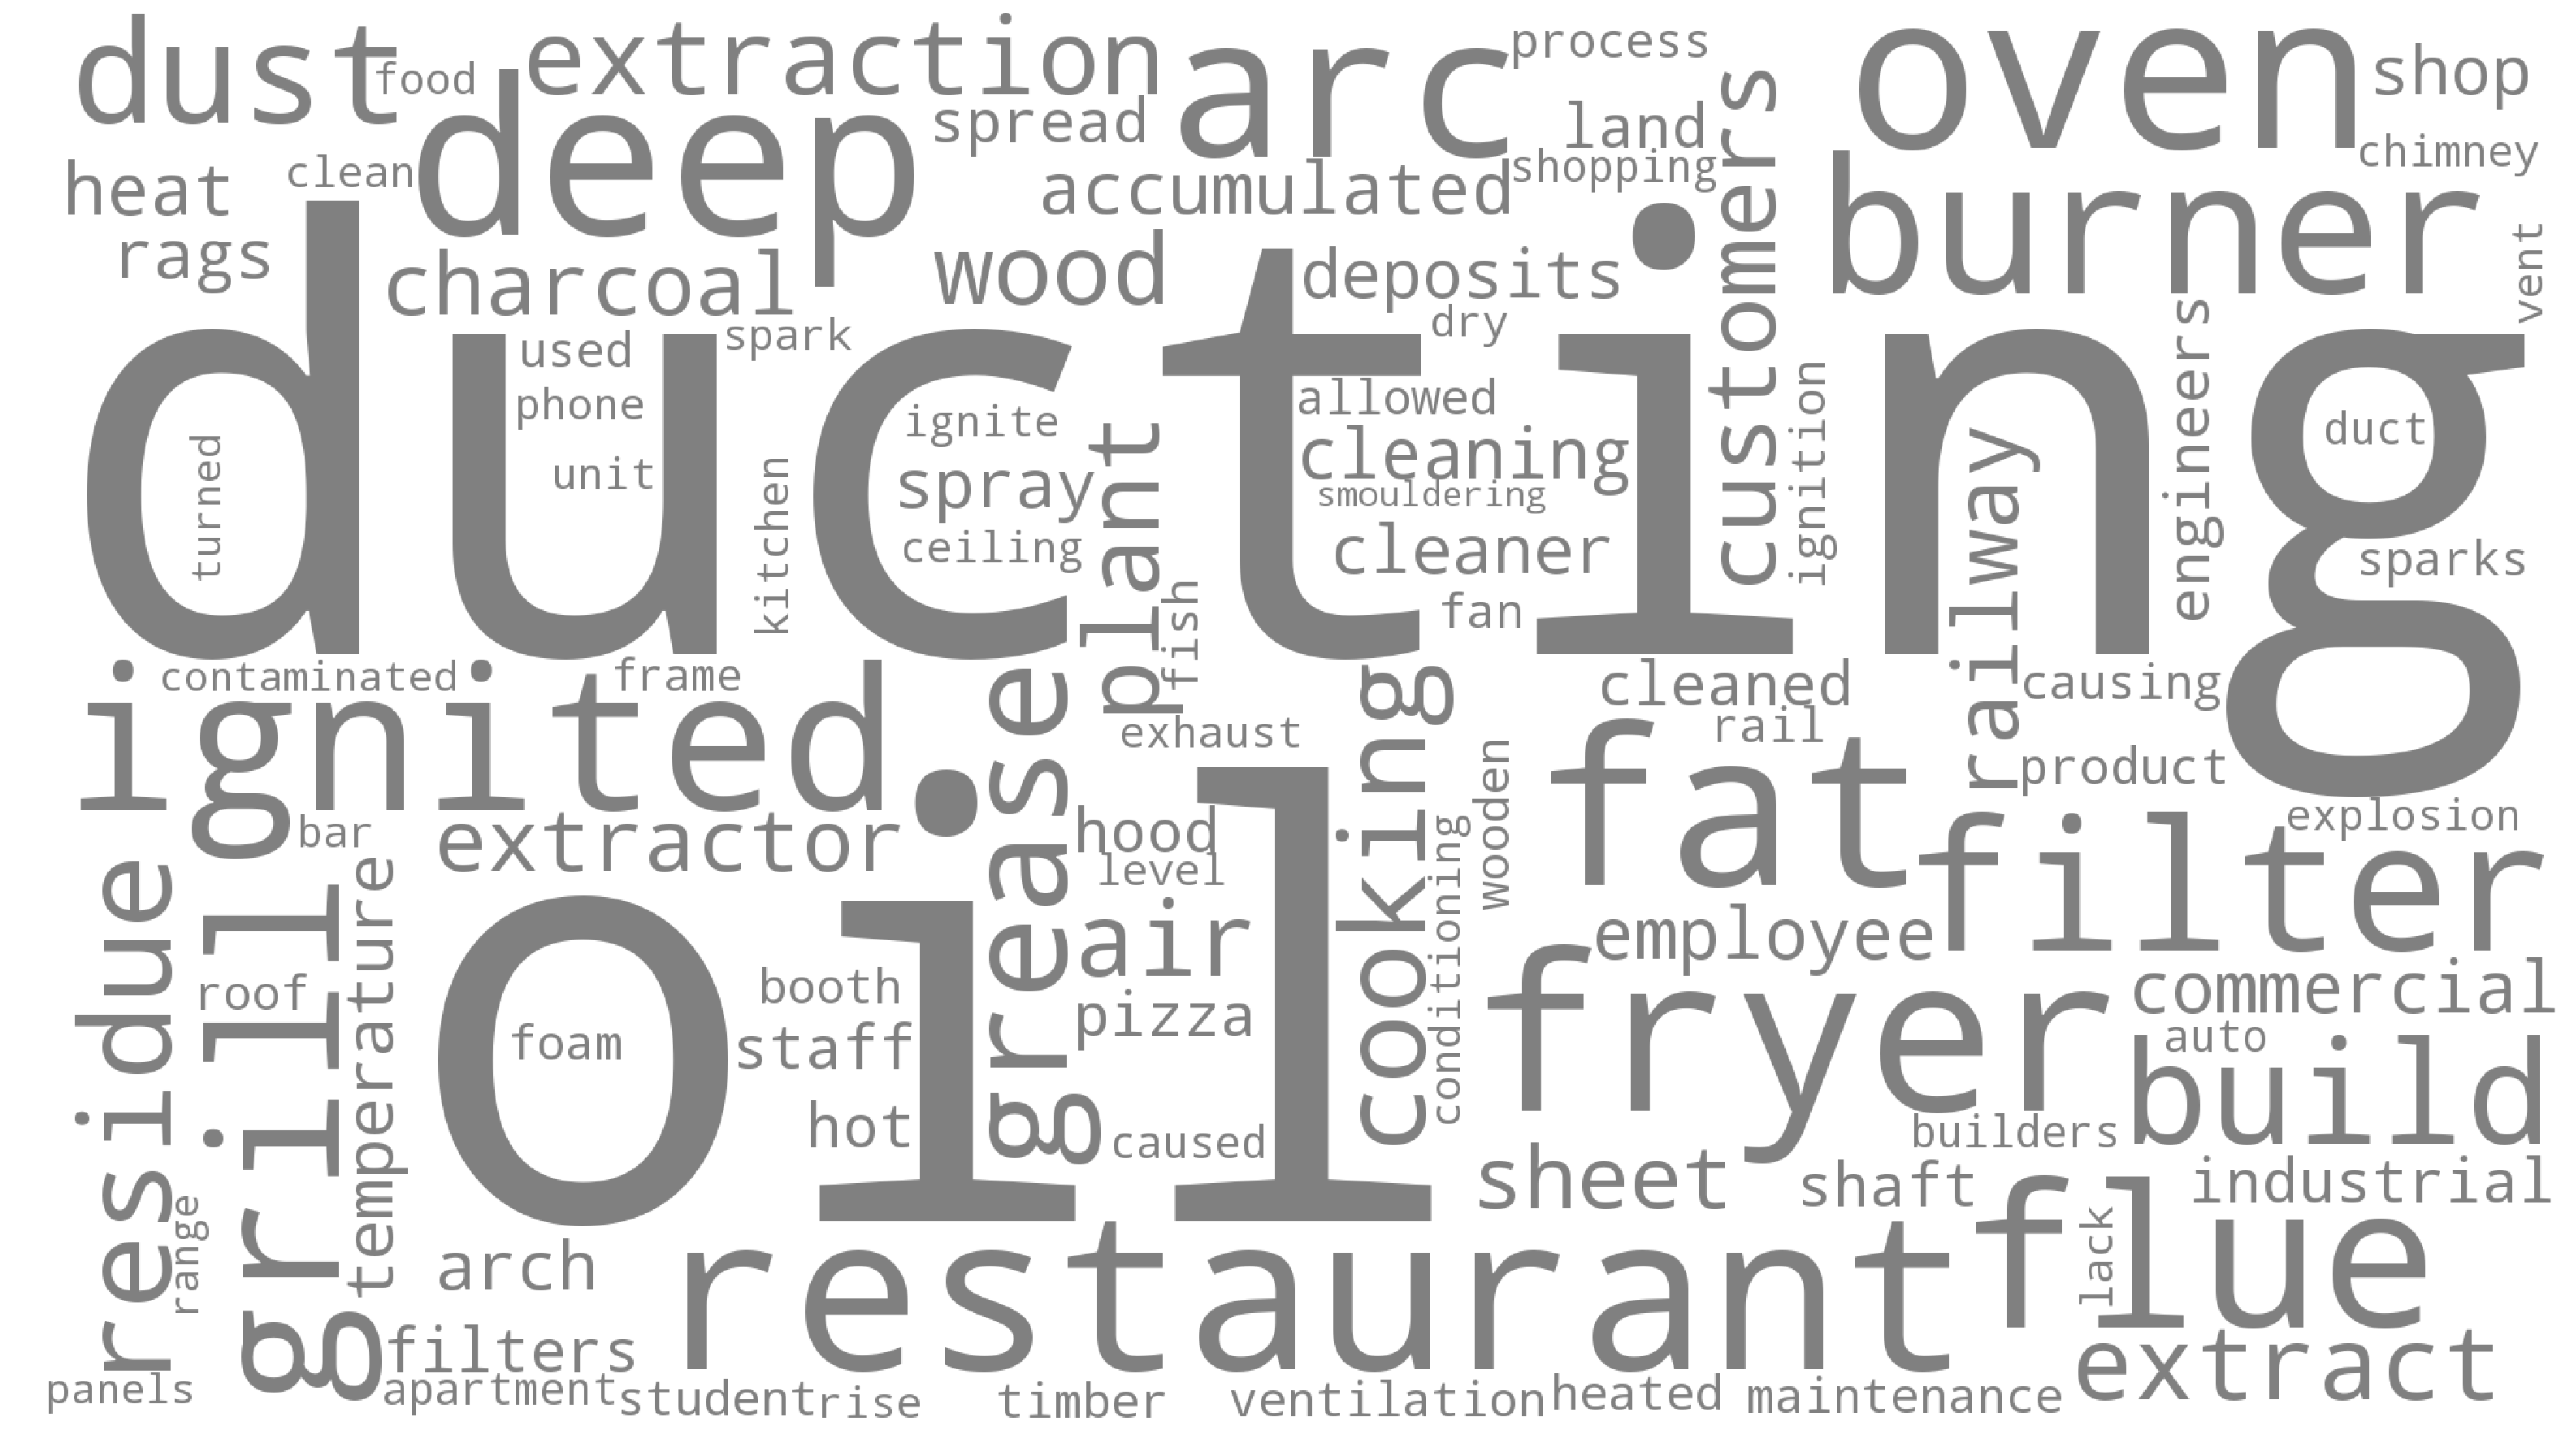 dust
food
extraction
arc
process
oven
shop
deep
spread
land
customers
chimney
heat
clean
accumulated
shopping
burner
rags
charcoal
wood
deposits
vent
ducting
used
spark
dry
engineers
phone
ignite
allowed
ignition
duct
turned
unit
kitchen
spray
plant
cleaning
smouldering
railway
ceiling
cleaner
sparks
fish
fan
ignited
contaminated
frame
grease
cooking
cleaned
causing
exhaust
rail
fat
product
wooden
extractor
bar
hood
filter
explosion
level
conditioning
residue
grill
temperature
oil
air
employee
roof
booth
pizza
fryer
commercial
foam
staff
auto
build
hot
caused
builders
range
sheet
shaft
industrial
arch
restaurant
flue
lack
filters
extract
panels
apartment
student
rise
timber
ventilation
heated
maintenance